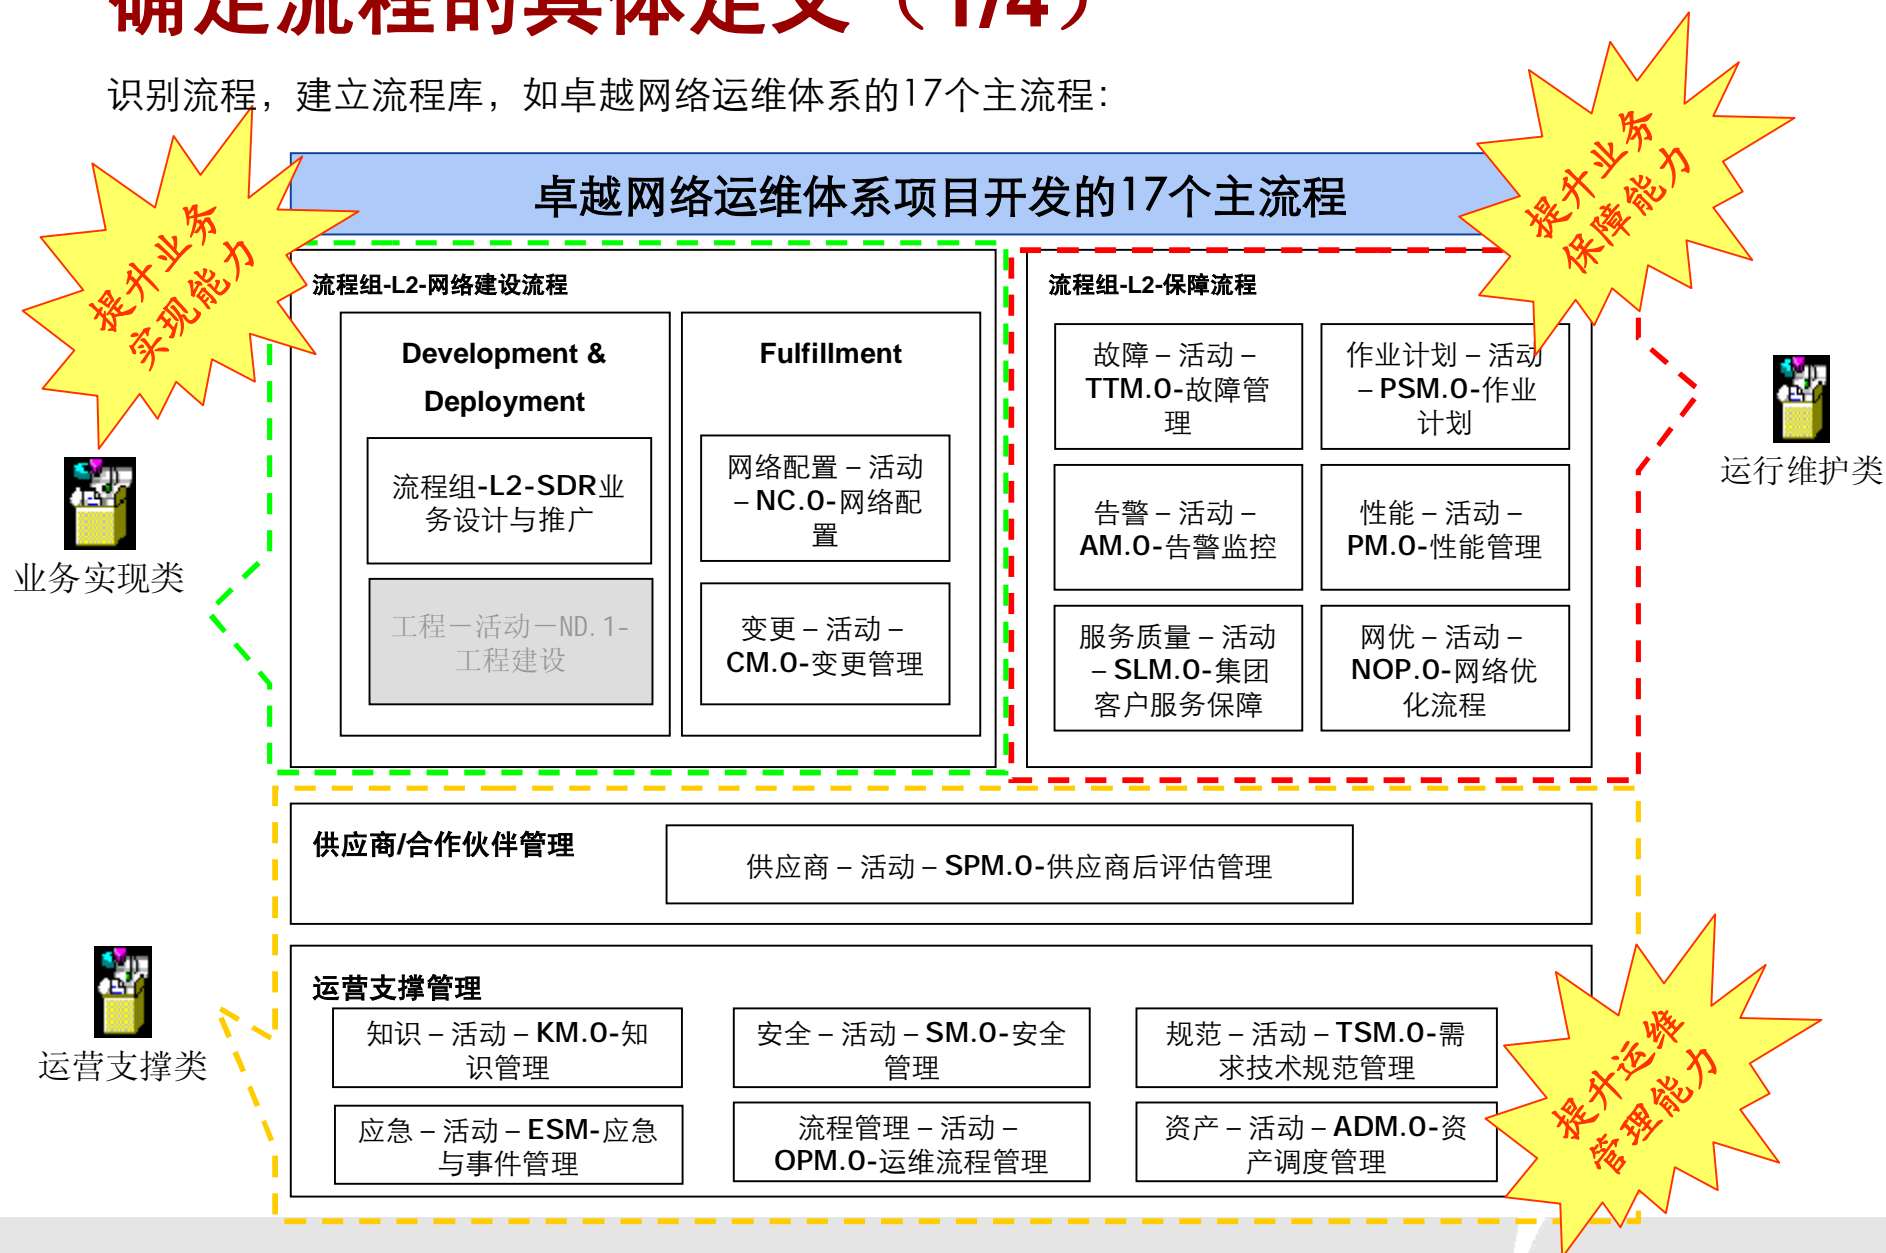 确定流程的具体定义（1/4）
识别流程，建立流程库，如卓越网络运维体系的17个主流程：
卓越网络运维体系项目开发的17个主流程
提升业务
实现能力
提升业务
保障能力
流程组-L2-网络建设流程
Development &
Deployment
流程组-L2-SDR业
务设计与推广
工程－活动－ND.1-
工程建设
Fulfillment
网络配置 – 活动
– NC.0-网络配
置
变更 – 活动 –
CM.0-变更管理
流程组-L2-保障流程
故障 – 活动 –
TTM.0-故障管
理
作业计划 – 活动
– PSM.0-作业
计划
告警 – 活动 –
AM.0-告警监控
性能 – 活动 –
PM.0-性能管理
服务质量 – 活动
– SLM.0-集团
客户服务保障
网优 – 活动 –
NOP.0-网络优
化流程
业务实现类
运行维护类
供应商/合作伙伴管理
供应商 – 活动 – SPM.0-供应商后评估管理
运营支撑管理
知识 – 活动 – KM.0-知
识管理
安全 – 活动 – SM.0-安全
管理
规范 – 活动 – TSM.0-需
求技术规范管理
应急 – 活动 – ESM-应急
与事件管理
流程管理 – 活动 –
OPM.0-运维流程管理
资产 – 活动 – ADM.0-资
产调度管理
运营支撑类
提升运维
管理能力